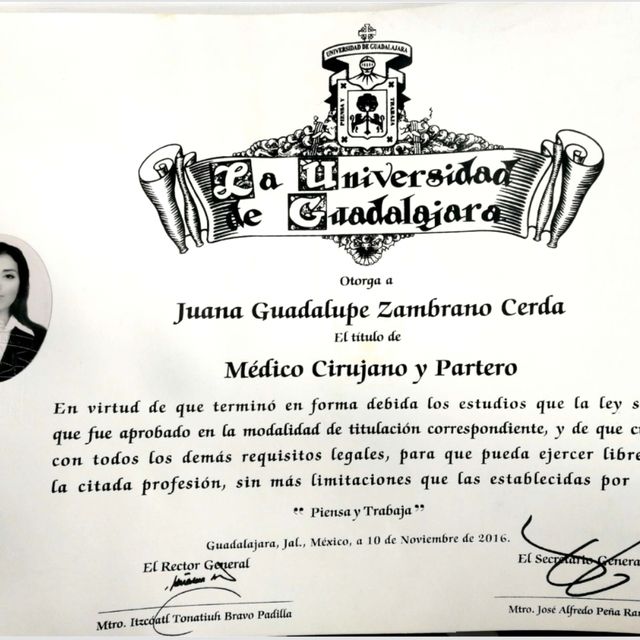 UNIVERSIDAD DE GUADALAJARA
PIENSA Y TRABAJA
La Universidad
de Guadalajara
Otorga a
Juana Guadalupe Zambrano Cerda
El título de
Médico Cirujano y Partero
En virtud de que terminó en forma debida los estudios que la ley s
que fue aprobado en la modalidad de titulación correspondiente, y de que c
con todos los demás requisitos legales, para que pueda ejercer libre
la citada profesión, sin más limitaciones que las establecidas por
“ Piensa y Trabaja ”
Guadalajara, Jal., México, a 10 de Noviembre de 2016.
El Rector General
El Secretario Genera
Mtro. Itzcóatl Tonatiuh Bravo Padilla
Mtro. José Alfredo Peña Ra